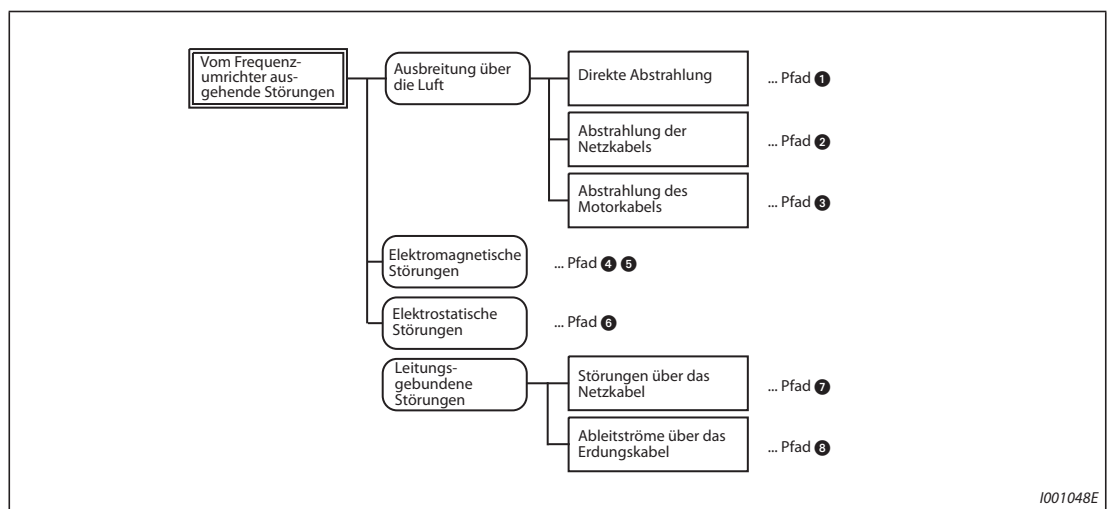 Vom Frequenz-
umrichter aus-
gehende Störungen
Ausbreitung über
die Luft
Direkte Abstrahlung
... Pfad ❶
Abstrahlung der
Netzkabels
... Pfad ❷
Abstrahlung des
Motorkabels
... Pfad ❸
Elektromagnetische
Störungen
... Pfad ❹ ❺
Elektrostatische
Störungen
... Pfad ❻
Leitungs-
gebundene
Störungen
Störungen über das
Netzkabel
... Pfad ❼
Ableitströme über das
Erdungskabel
... Pfad ❽
I001048E